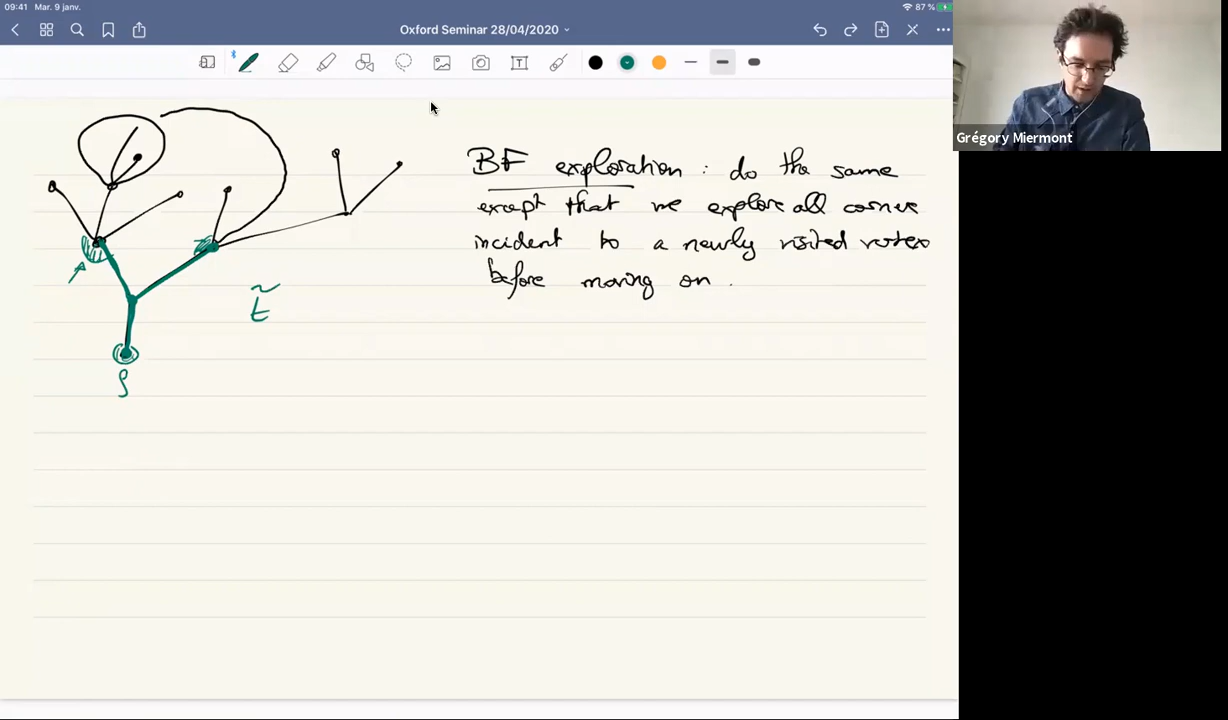 09:41 Mar. 9 janv.
87 %
Oxford Seminar 28/04/2020
Grégory Miermont
BF exploration : do the same
except that we explore all corner
incident to a newly visited vertex
before moving on .
t̃
ρ